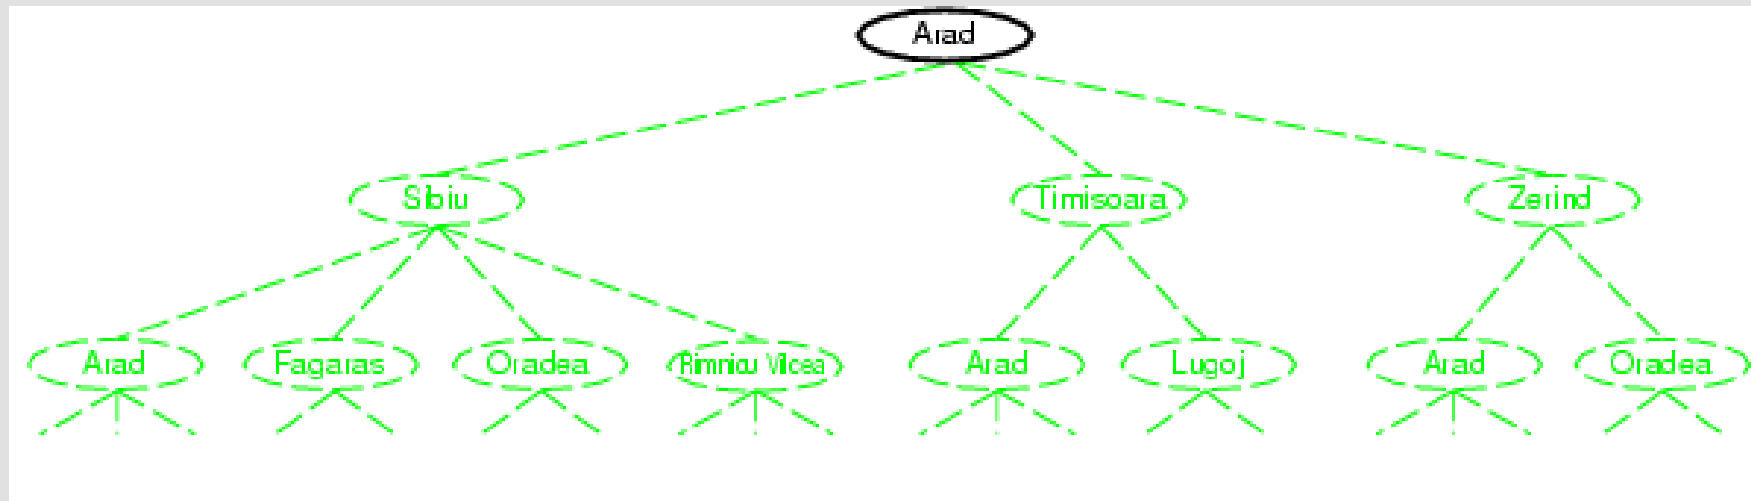 Arad
Sibiu
Timisoara
Zerind
Arad
Fagaras
Oradea
Rimnicu Vilcea
Arad
Lugoj
Arad
Oradea